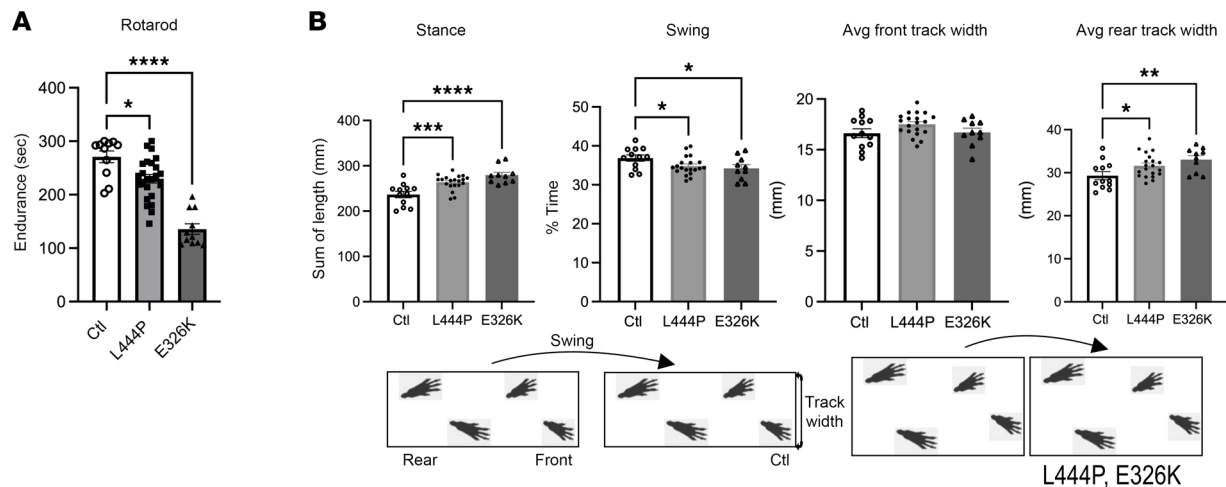 A
Rotarod
****
*
400
300
200
100
0
Endurance (sec)
Ctl
L444P
E326K
B
Stance
****
***
400
300
200
100
0
Sum of length (mm)
Ctl
L444P
E326K
Swing
*
*
50
40
30
20
10
0
% Time
Ctl
L444P
E326K
Avg front track width
20
15
10
5
0
(mm)
Ctl
L444P
E326K
Avg rear track width
**
*
40
30
20
10
0
(mm)
Ctl
L444P
E326K
Swing
Rear
Front
Ctl
Track
width
L444P, E326K